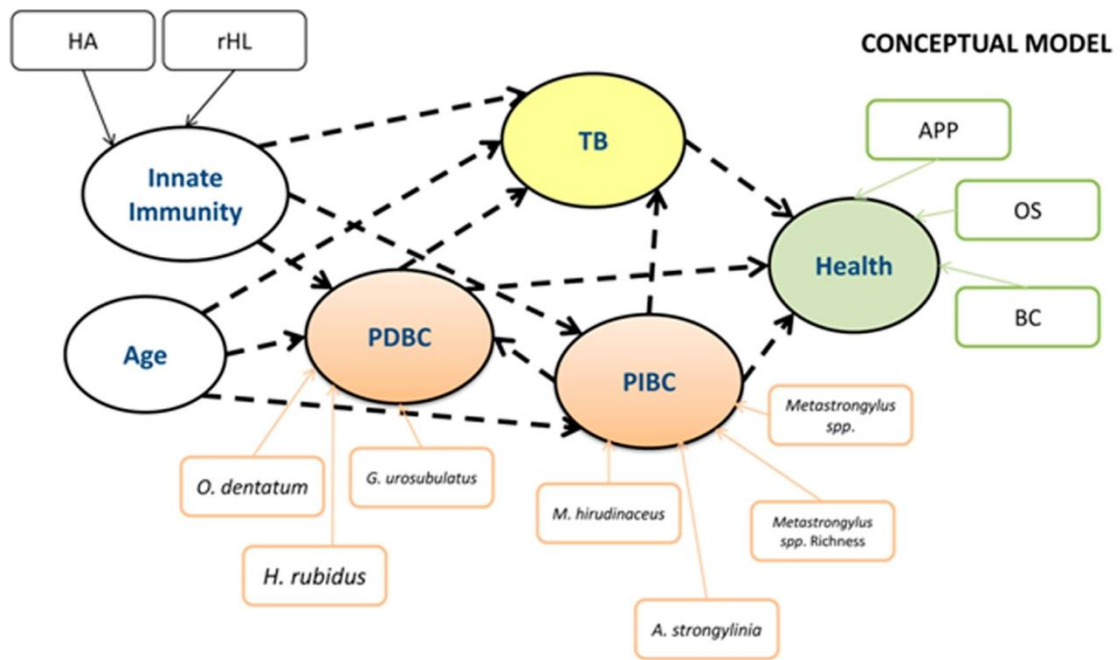 HA
rHL
CONCEPTUAL MODEL
APP
TB
Innate
Immunity
OS
Health
BC
Age
PDBC
PIBC
Metastrongylus
spp.
O. dentatum
G. urosubulatus
M. hirudinaceus
Metastrongylus
spp. Richness
H. rubidus
A. strongylinia